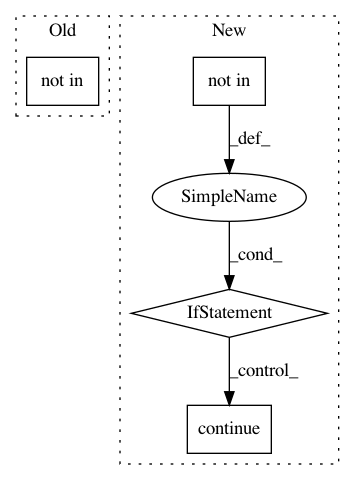 Old
New
not in
not in
_def_
SimpleName
_cond_
IfStatement
_control_
continue